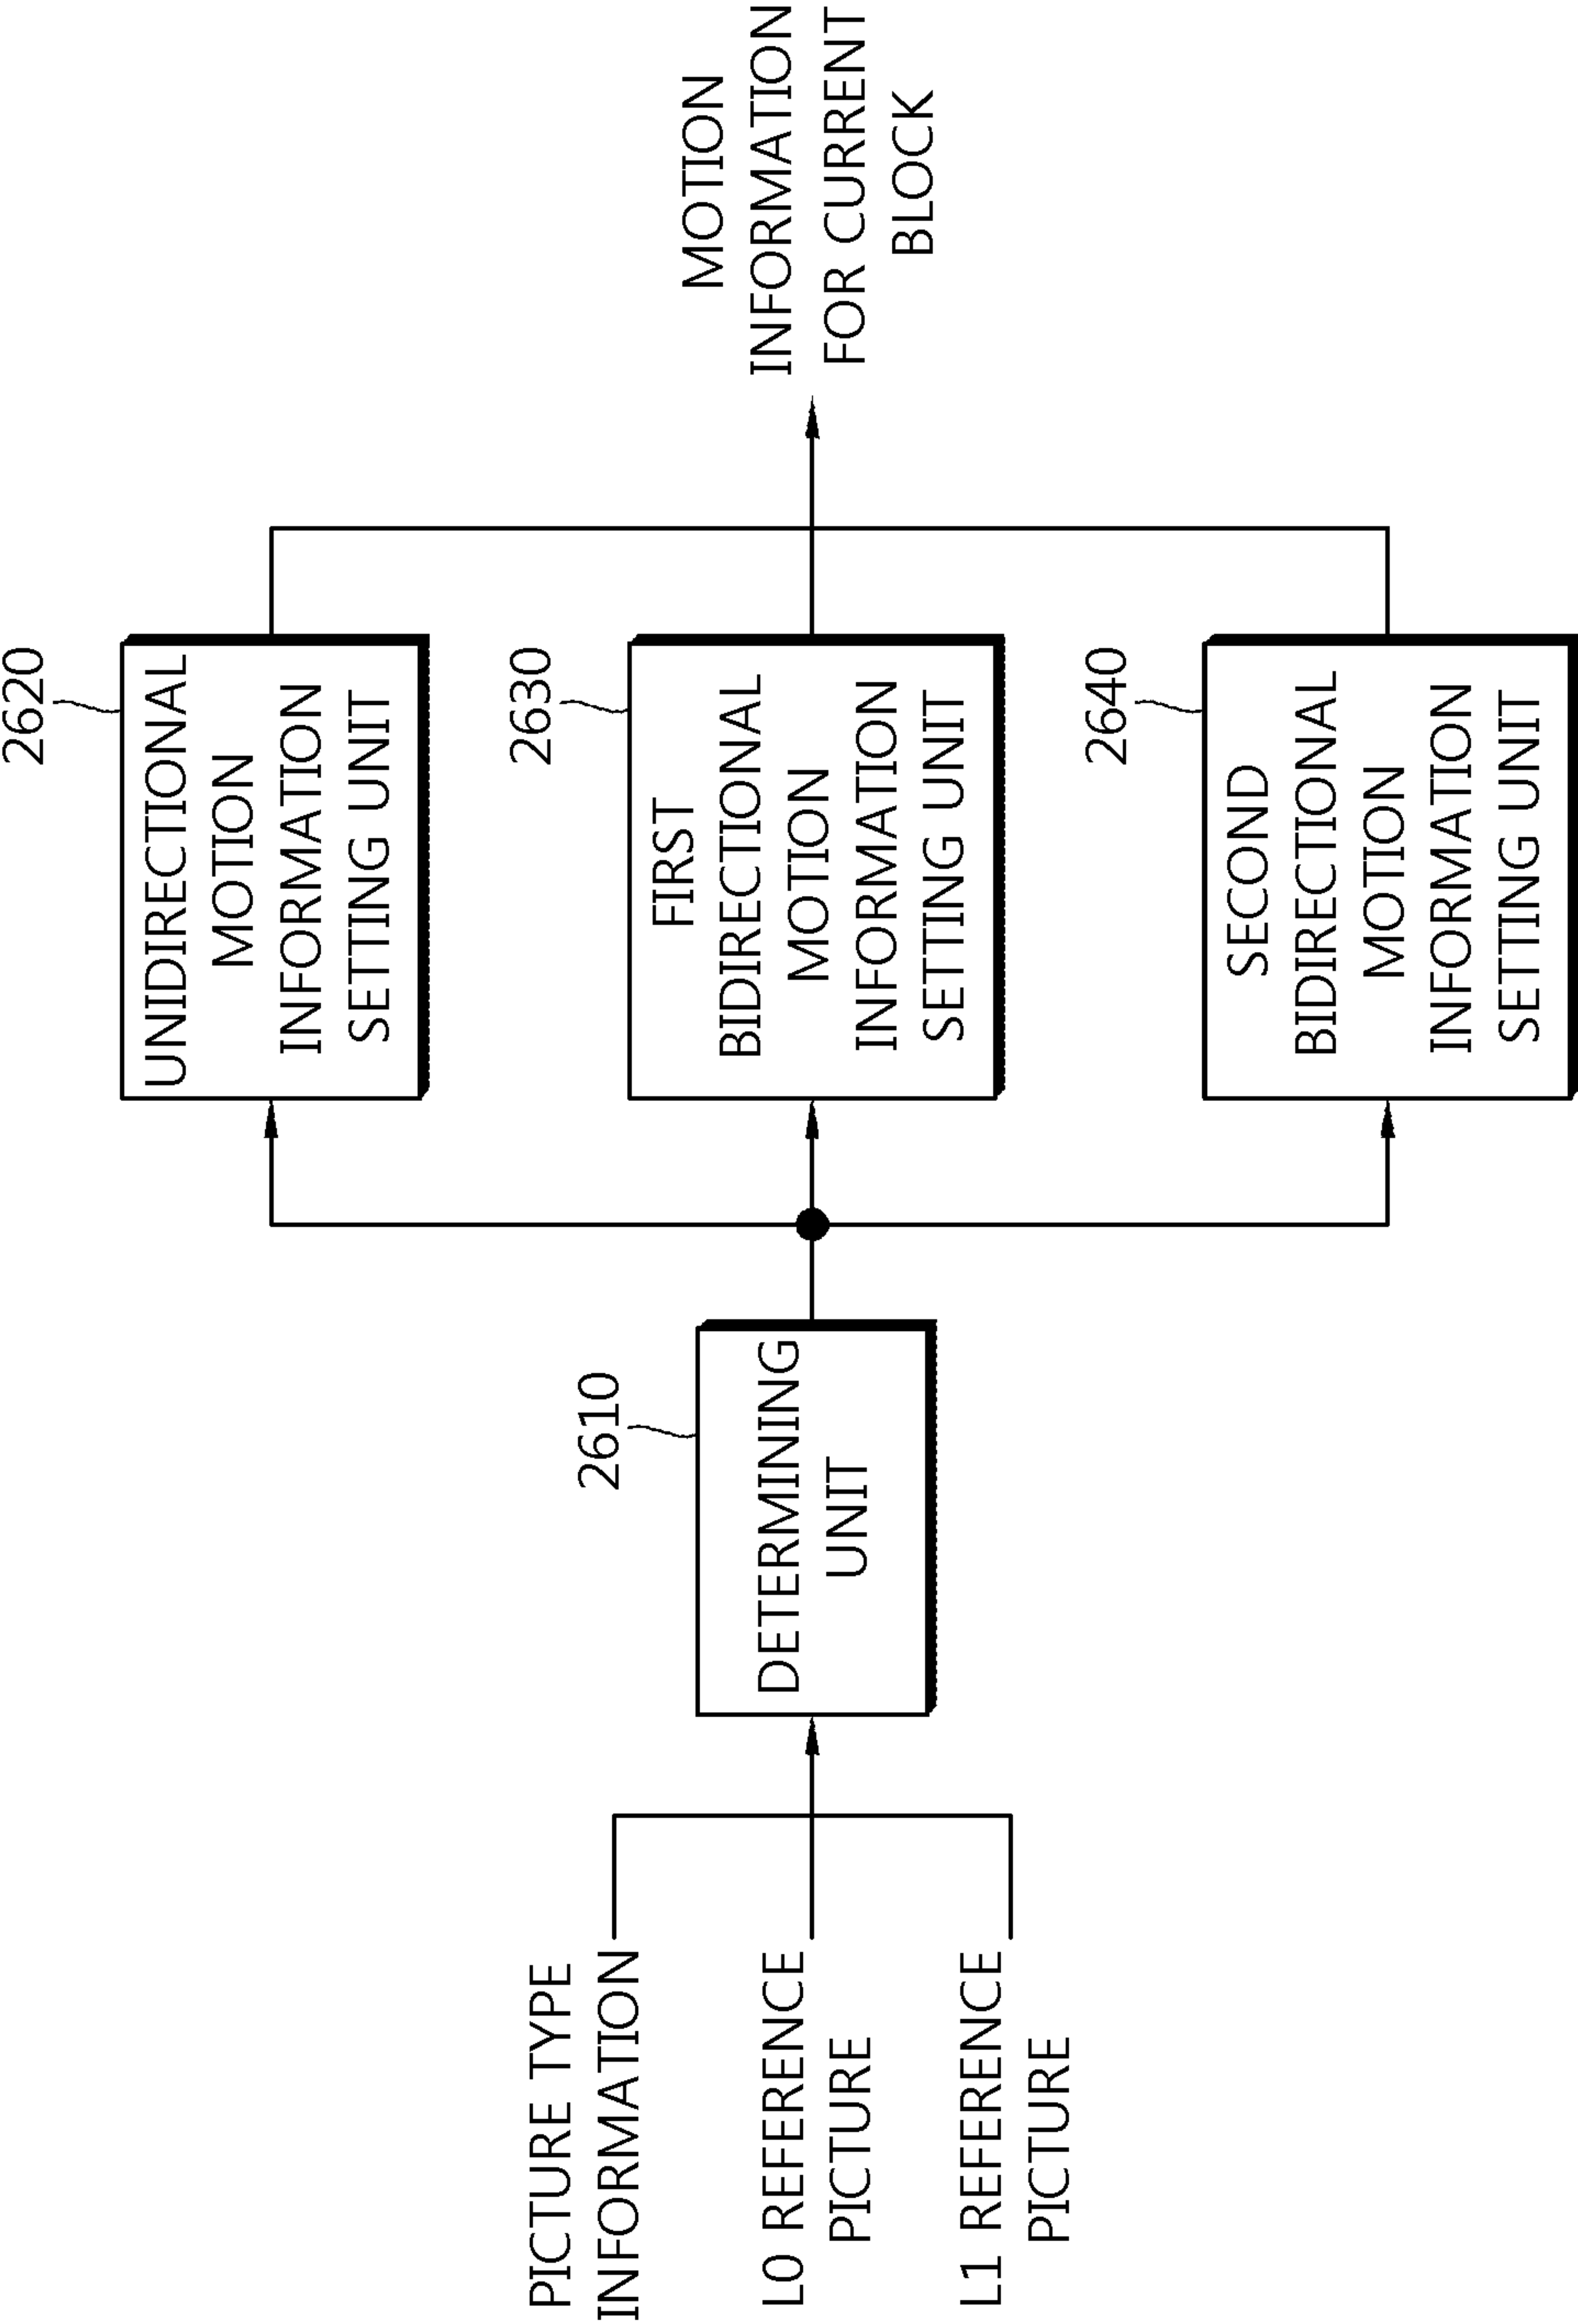 PICTURE TYPE
INFORMATION
L0 REFERENCE
PICTURE
L1 REFERENCE
PICTURE
2610
DETERMINING
UNIT
2620
UNIDIRECTIONAL
MOTION
INFORMATION
SETTING UNIT
2630
FIRST
BIDIRECTIONAL
MOTION
INFORMATION
SETTING UNIT
2640
SECOND
BIDIRECTIONAL
MOTION
INFORMATION
SETTING UNIT
MOTION
INFORMATION
FOR CURRENT
BLOCK